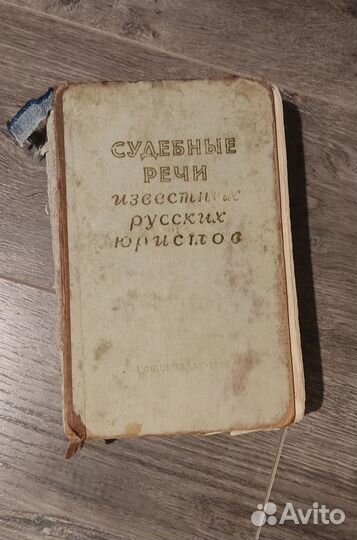 СУДЕБНЫЕ
РЕЧИ
известных
русских
юристов
Avito